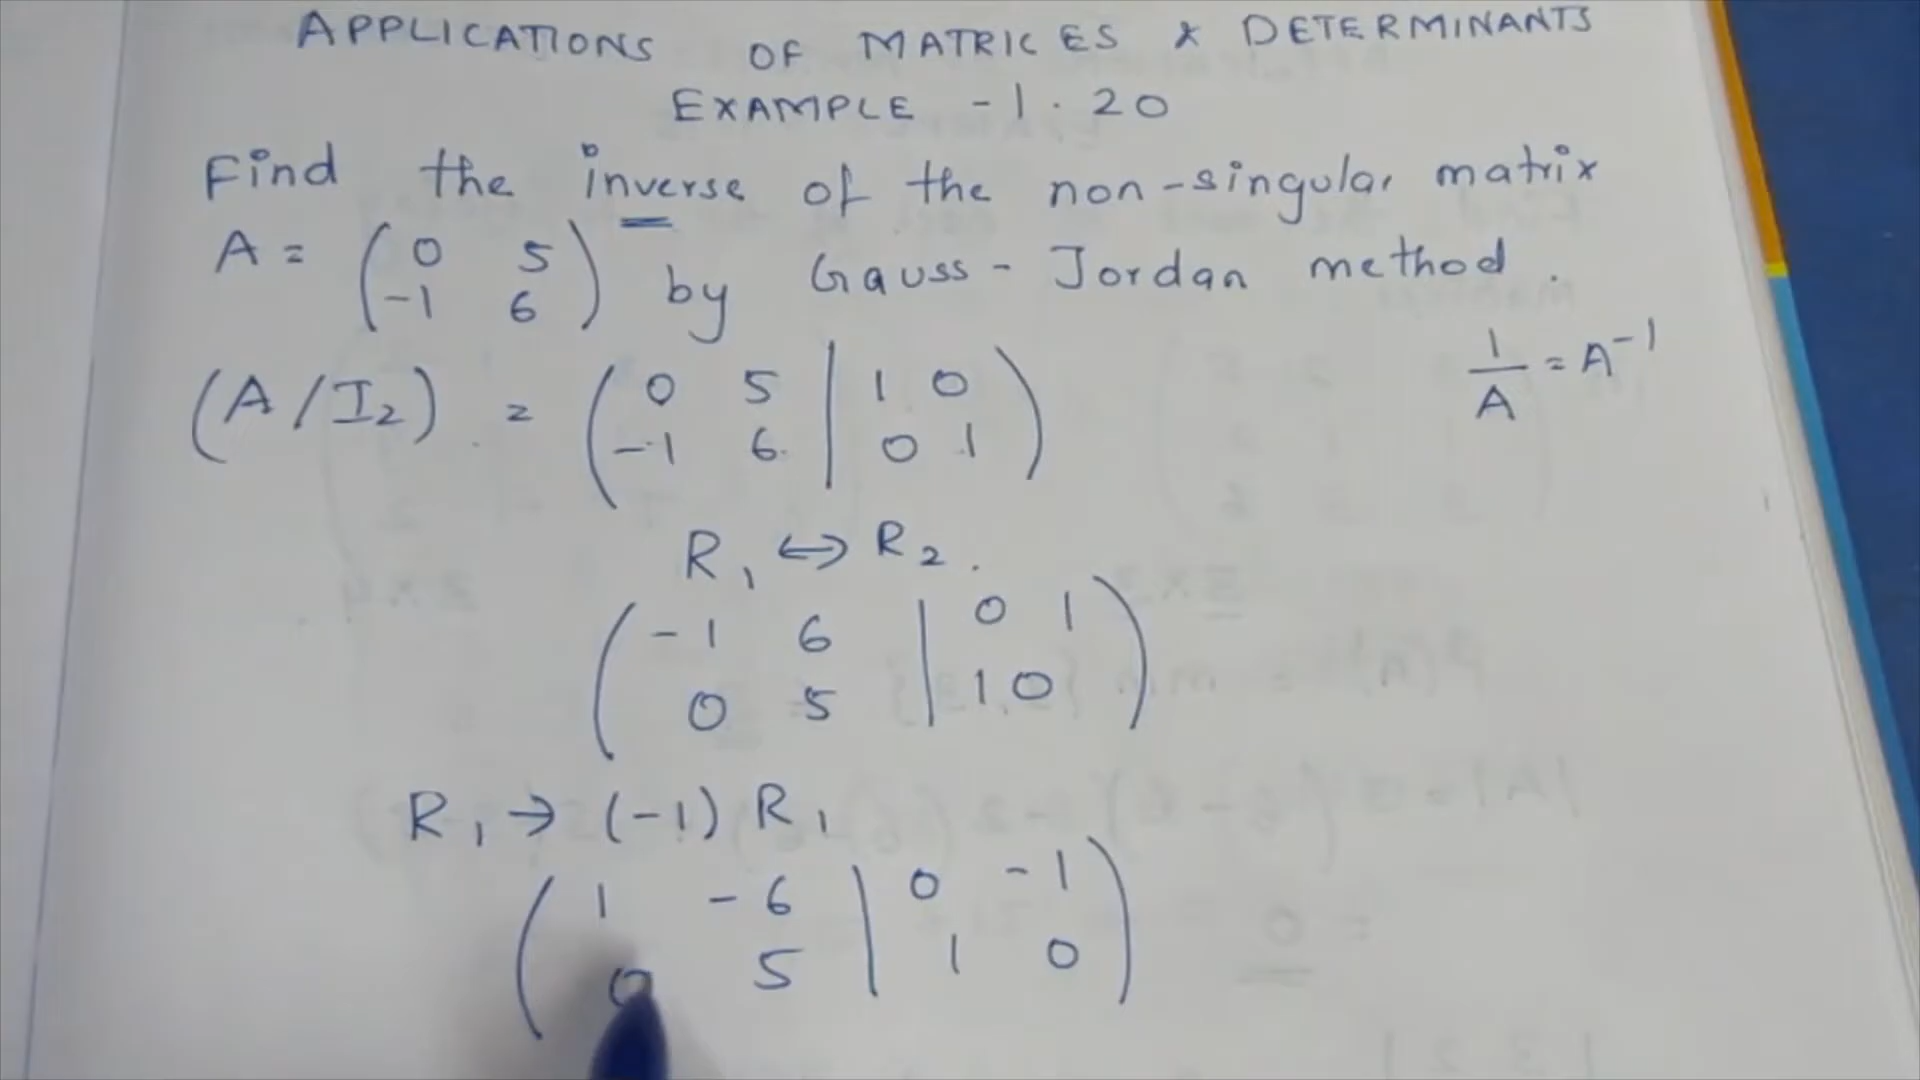 APPLICATIONS OF MATRICES & DETERMINANTS
EXAMPLE - 1.20
Find the inverse of the non-singular matrix
A = ( 0 5
-1 6 ) by Gauss - Jordan method.
1/A = A^-1
(A/I2) = ( 0 5 | 1 0
-1 6 | 0 1 )
R1 ↔ R2.
( -1 6 | 0 1
0 5 | 1 0 )
R1 → (-1) R1
( 1 -6 | 0 -1
0 5 | 1 0 )